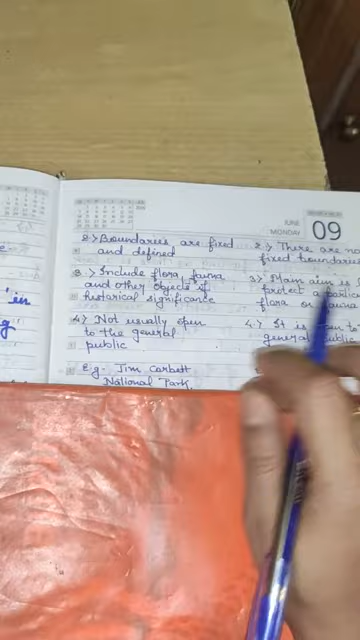 JUNE
MONDAY
09
2.> Boundaries are fixed
and defined
3.> Include flora, fauna
and other objects of
historical significance
4.> Not usually open
to the general
public
E.g- Jim Corbett
National Park.
2.> There are no
fixed boundaries
3.> Main aim is
protect a
flora or fauna
4.> It is open to
general public
in
g